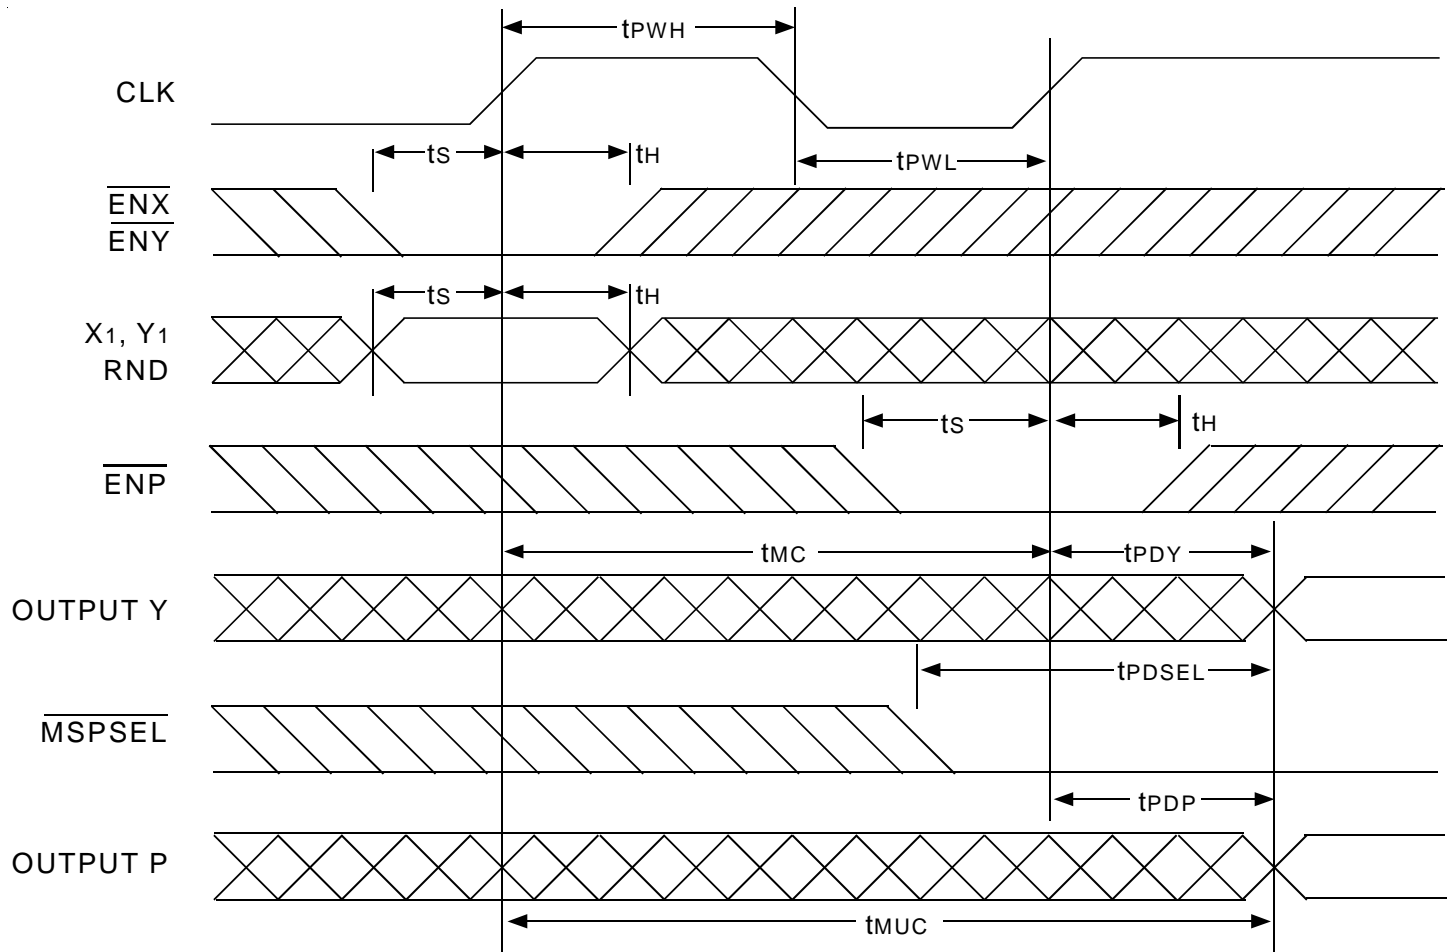 tPWH
CLK
tS tH tPWL
ENX
ENY
tS tH
X1, Y1
RND
tS tH
ENP
tMC tPDY
OUTPUT Y
tPDSEL
MSPSEL
tPDP
OUTPUT P
tMUC